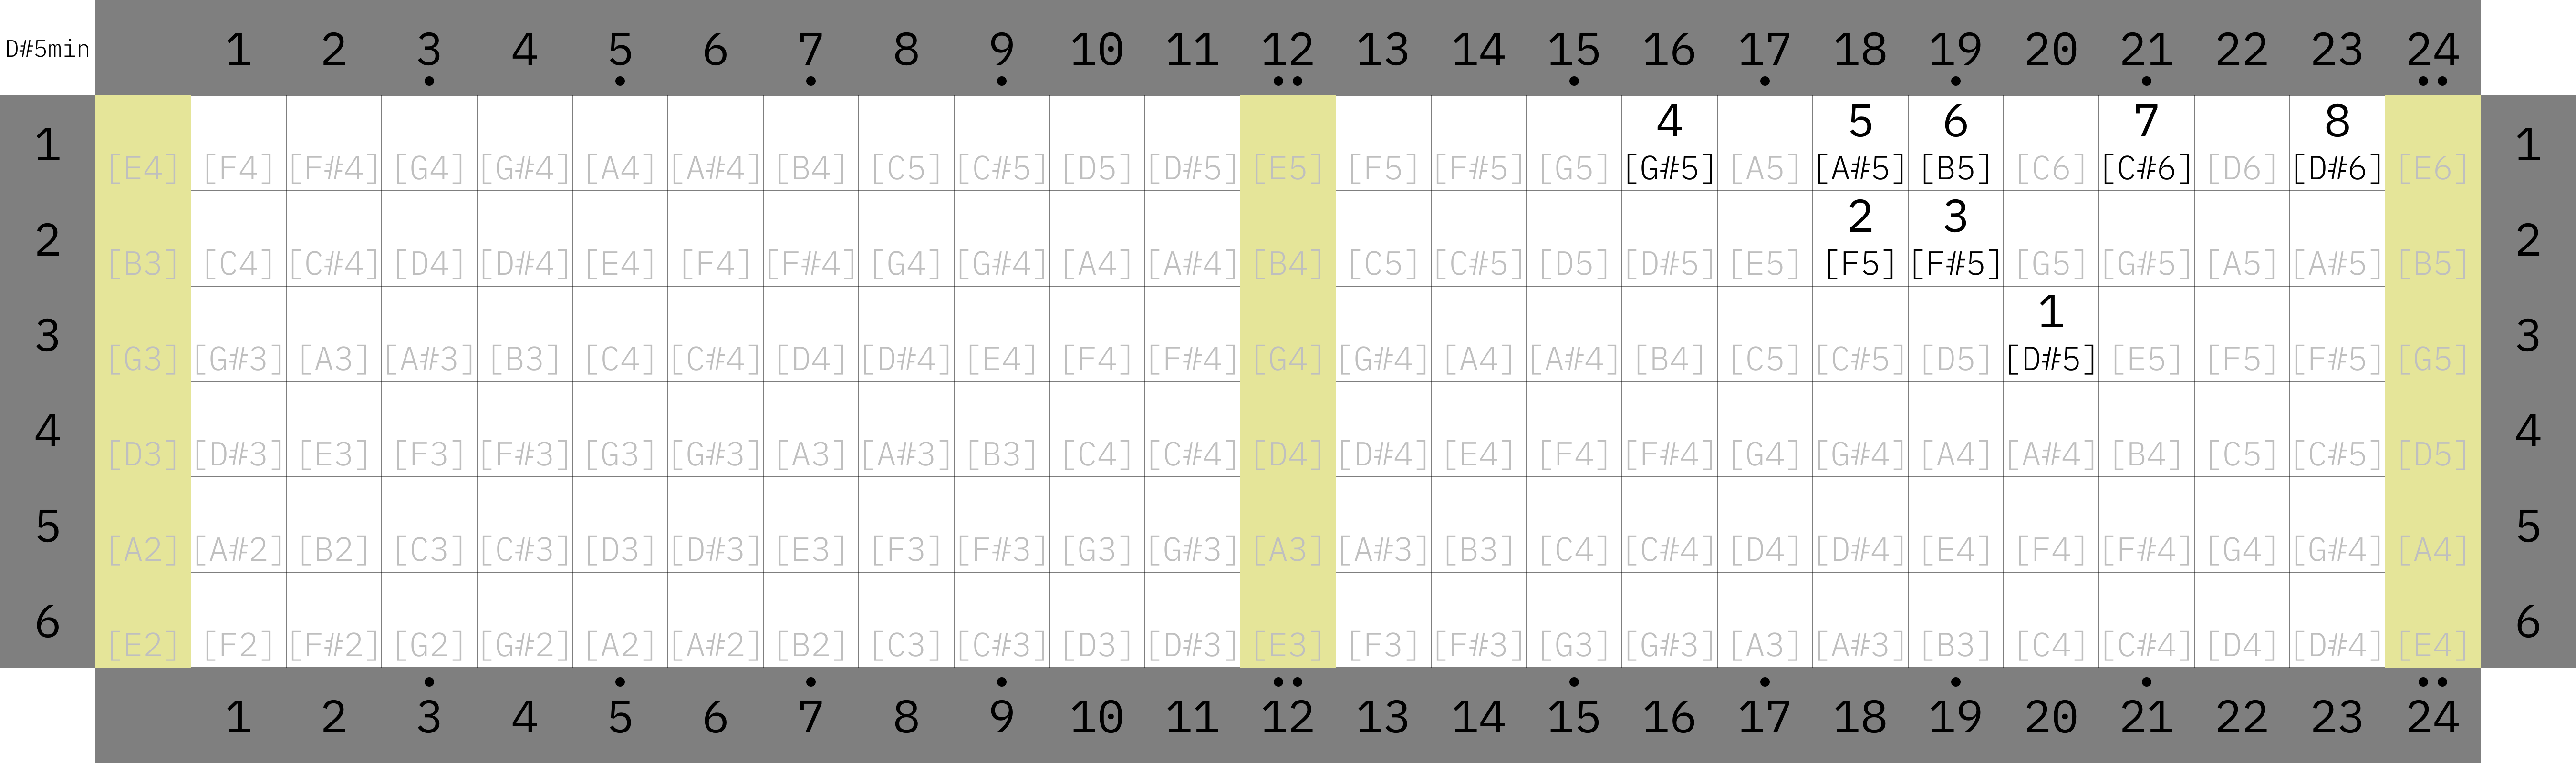 D#5min
1 2 3 4 5 6 7 8 9 10 11 12 13 14 15 16 17 18 19 20 21 22 23 24
4 5 6 7 8
1 [E4] [F4] [F#4] [G4] [G#4] [A4] [A#4] [B4] [C5] [C#5] [D5] [D#5] [E5] [F5] [F#5] [G5] [G#5] [A5] [A#5] [B5] [C6] [C#6] [D6] [D#6] [E6] 1
2 3
2 [B3] [C4] [C#4] [D4] [D#4] [E4] [F4] [F#4] [G4] [G#4] [A4] [A#4] [B4] [C5] [C#5] [D5] [D#5] [E5] [F5] [F#5] [G5] [G#5] [A5] [A#5] [B5] 2
1
3 [G3] [G#3] [A3] [A#3] [B3] [C4] [C#4] [D4] [D#4] [E4] [F4] [F#4] [G4] [G#4] [A4] [A#4] [B4] [C5] [C#5] [D5] [D#5] [E5] [F5] [F#5] [G5] 3
4 [D3] [D#3] [E3] [F3] [F#3] [G3] [G#3] [A3] [A#3] [B3] [C4] [C#4] [D4] [D#4] [E4] [F4] [F#4] [G4] [G#4] [A4] [A#4] [B4] [C5] [C#5] [D5] 4
5 [A2] [A#2] [B2] [C3] [C#3] [D3] [D#3] [E3] [F3] [F#3] [G3] [G#3] [A3] [A#3] [B3] [C4] [C#4] [D4] [D#4] [E4] [F4] [F#4] [G4] [G#4] [A4] 5
6 [E2] [F2] [F#2] [G2] [G#2] [A2] [A#2] [B2] [C3] [C#3] [D3] [D#3] [E3] [F3] [F#3] [G3] [G#3] [A3] [A#3] [B3] [C4] [C#4] [D4] [D#4] [E4] 6
1 2 3 4 5 6 7 8 9 10 11 12 13 14 15 16 17 18 19 20 21 22 23 24